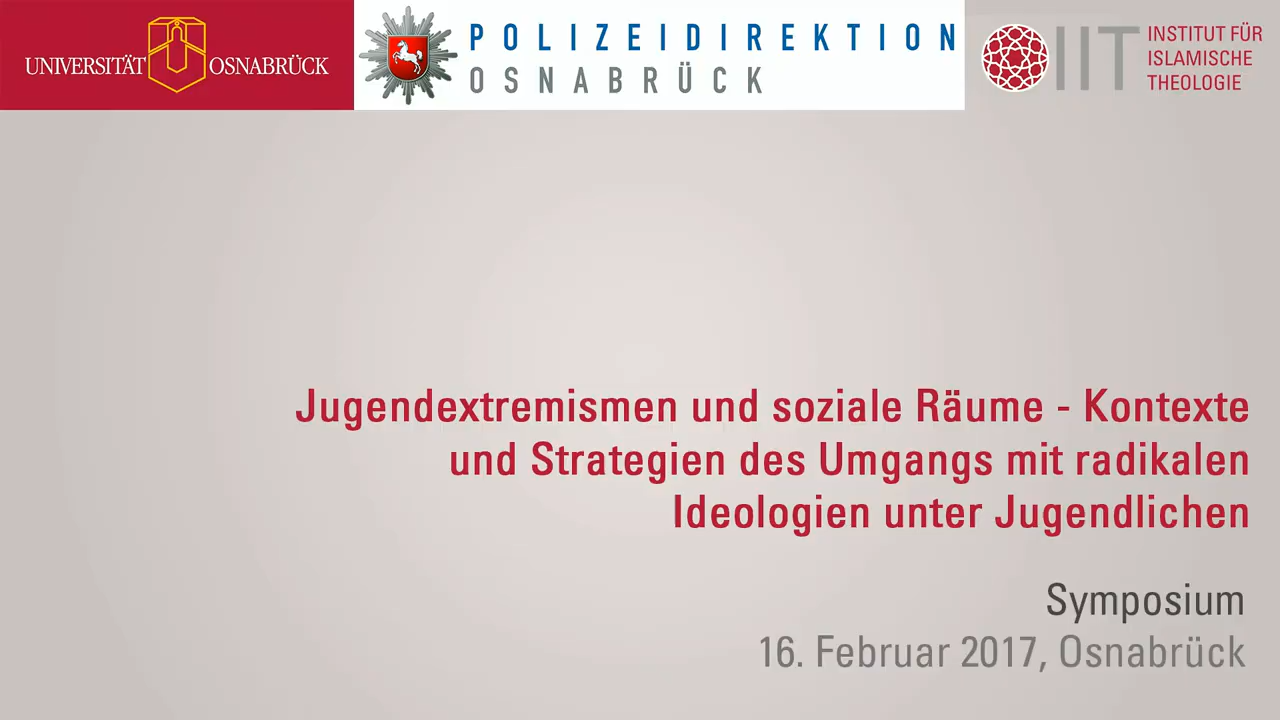 UNIVERSITÄT OSNABRÜCK
POLIZEIDIREKTION
OSNABRÜCK
IIT
INSTITUT FÜR
ISLAMISCHE
THEOLOGIE
Jugendextremismen und soziale Räume - Kontexte
und Strategien des Umgangs mit radikalen
Ideologien unter Jugendlichen
Symposium
16. Februar 2017, Osnabrück